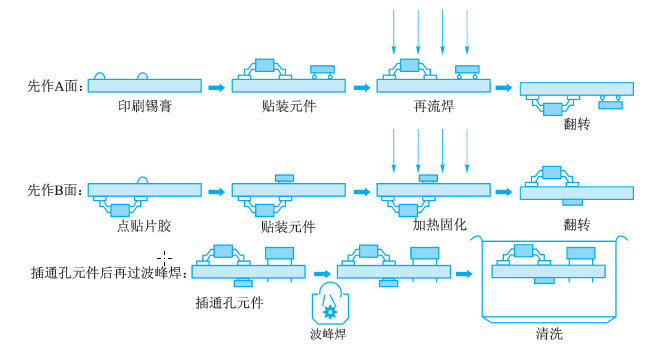 先作A面：
印刷锡膏
贴装元件
再流焊
翻转
先作B面：
点贴片胶
贴装元件
加热固化
翻转
插通孔元件后再过波峰焊：
插通孔元件
波峰焊
清洗